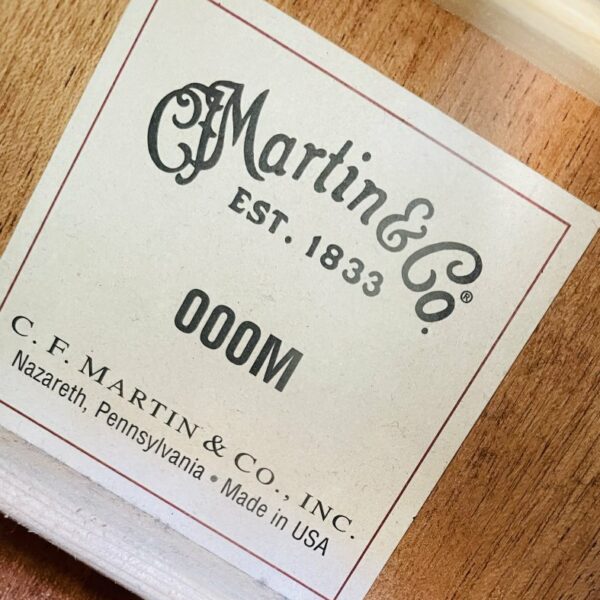 CFMartin & Co.®
EST. 1833
000M
C. F. MARTIN & CO., INC.
Nazareth, Pennsylvania • Made in USA